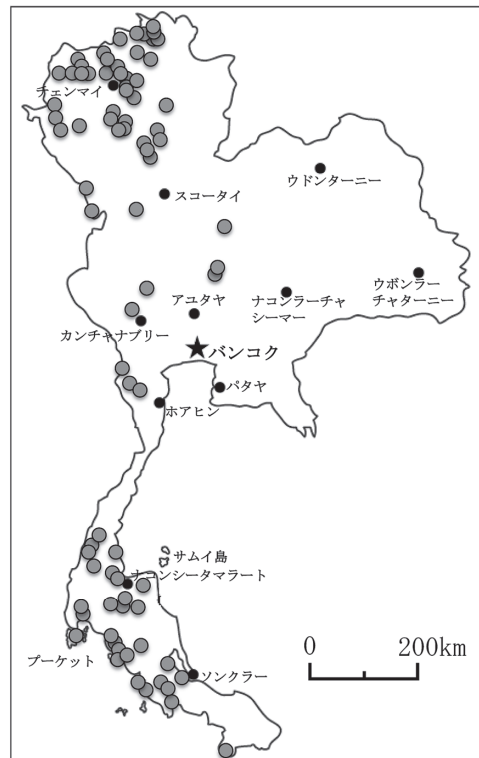 チェンマイ
ウドンターニー
スコータイ
ウボンラー
チャターニー
ナコンラーチャ
シーマー
アユタヤ
カンチャナブリー
バンコク
パタヤ
ホアヒン
サムイ島
ナコンシータマラート
0 200km
プーケット
ソンクラー